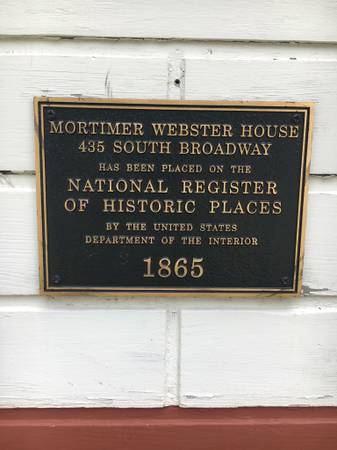 MORTIMER WEBSTER HOUSE
435 SOUTH BROADWAY
HAS BEEN PLACED ON THE
NATIONAL REGISTER
OF HISTORIC PLACES
BY THE UNITED STATES
DEPARTMENT OF THE INTERIOR
1865